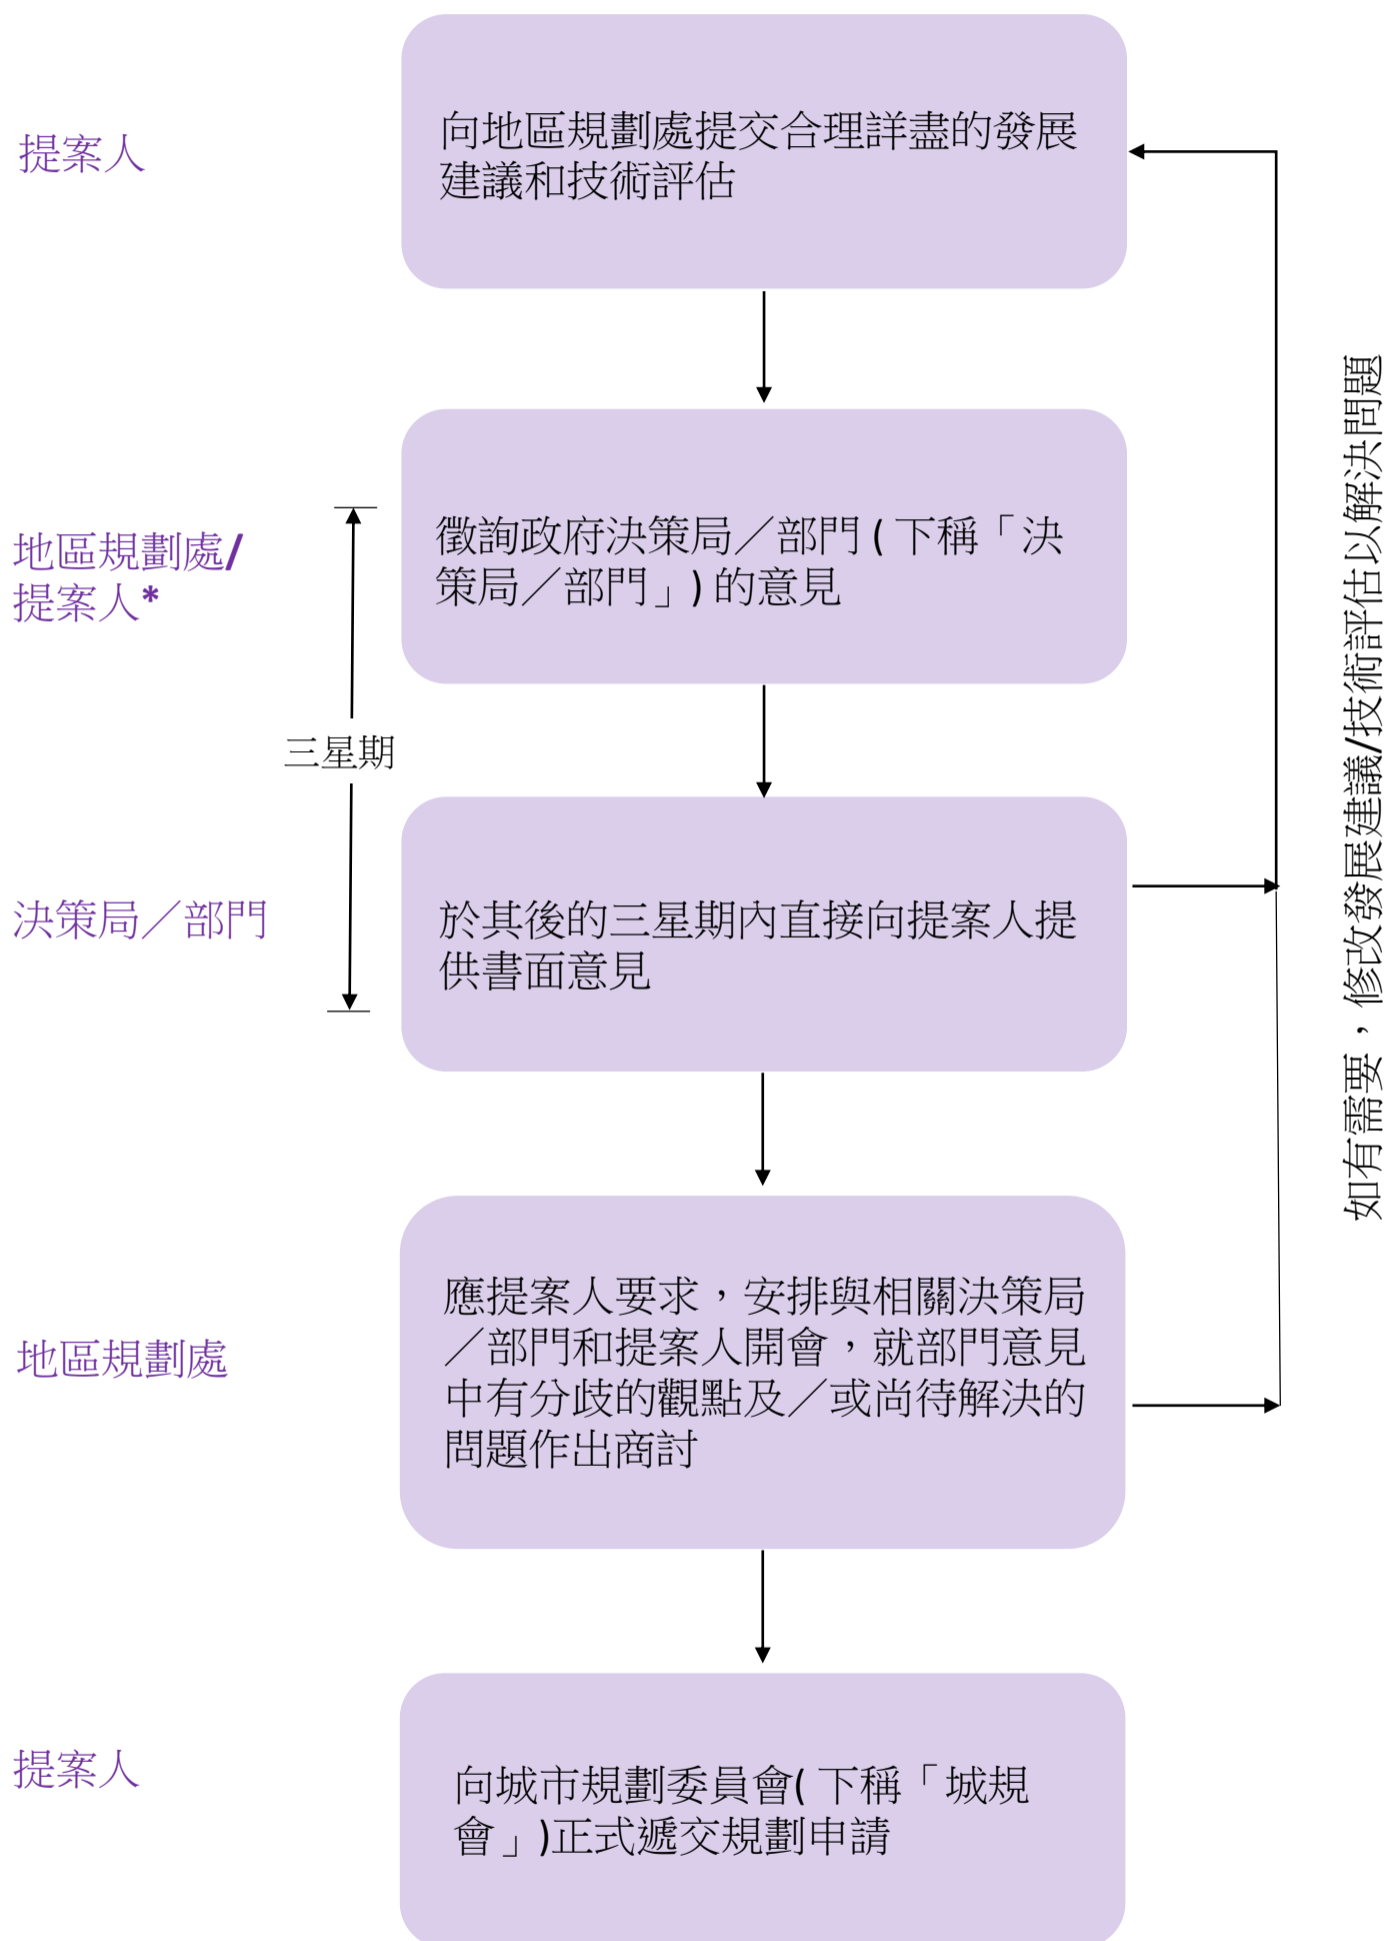 提案人
向地區規劃處提交合理詳盡的發展
建議和技術評估
地區規劃處/
提案人*
徵詢政府決策局／部門 ( 下稱「決
策局／部門」) 的意見
三星期
決策局／部門
於其後的三星期內直接向提案人提
供書面意見
地區規劃處
應提案人要求，安排與相關決策局
／部門和提案人開會，就部門意見
中有分歧的觀點及／或尚待解決的
問題作出商討
提案人
向城市規劃委員會( 下稱「城規
會」)正式遞交規劃申請
如有需要，修改發展建議/技術評估以解決問題